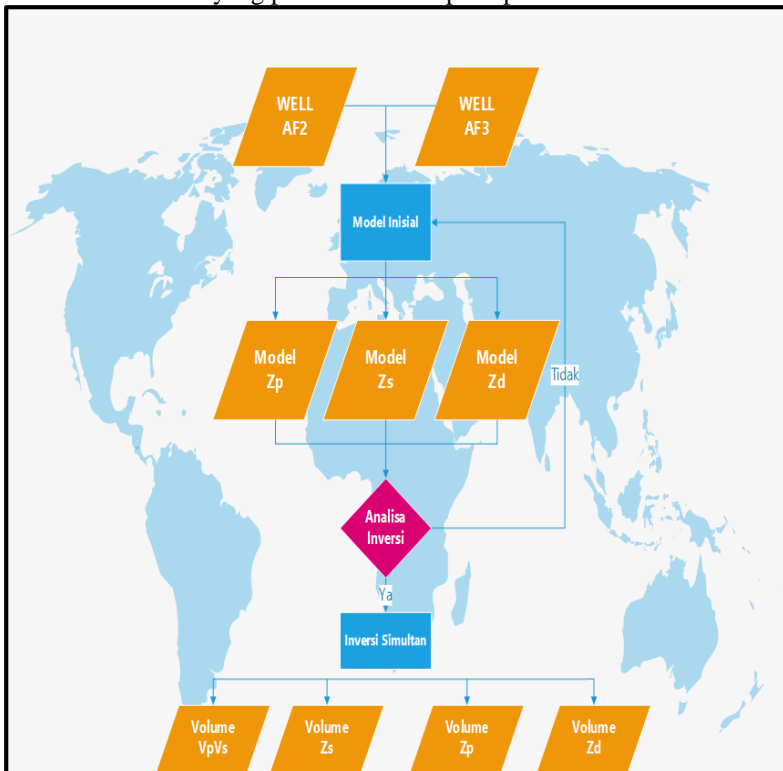 WELL
AF2
WELL
AF3
Model Inisial
Model
Zp
Model
Zs
Model
Zd
Tidak
Analisa
Inversi
Ya
Inversi Simultan
Volume
VpVs
Volume
Zs
Volume
Zp
Volume
Zd